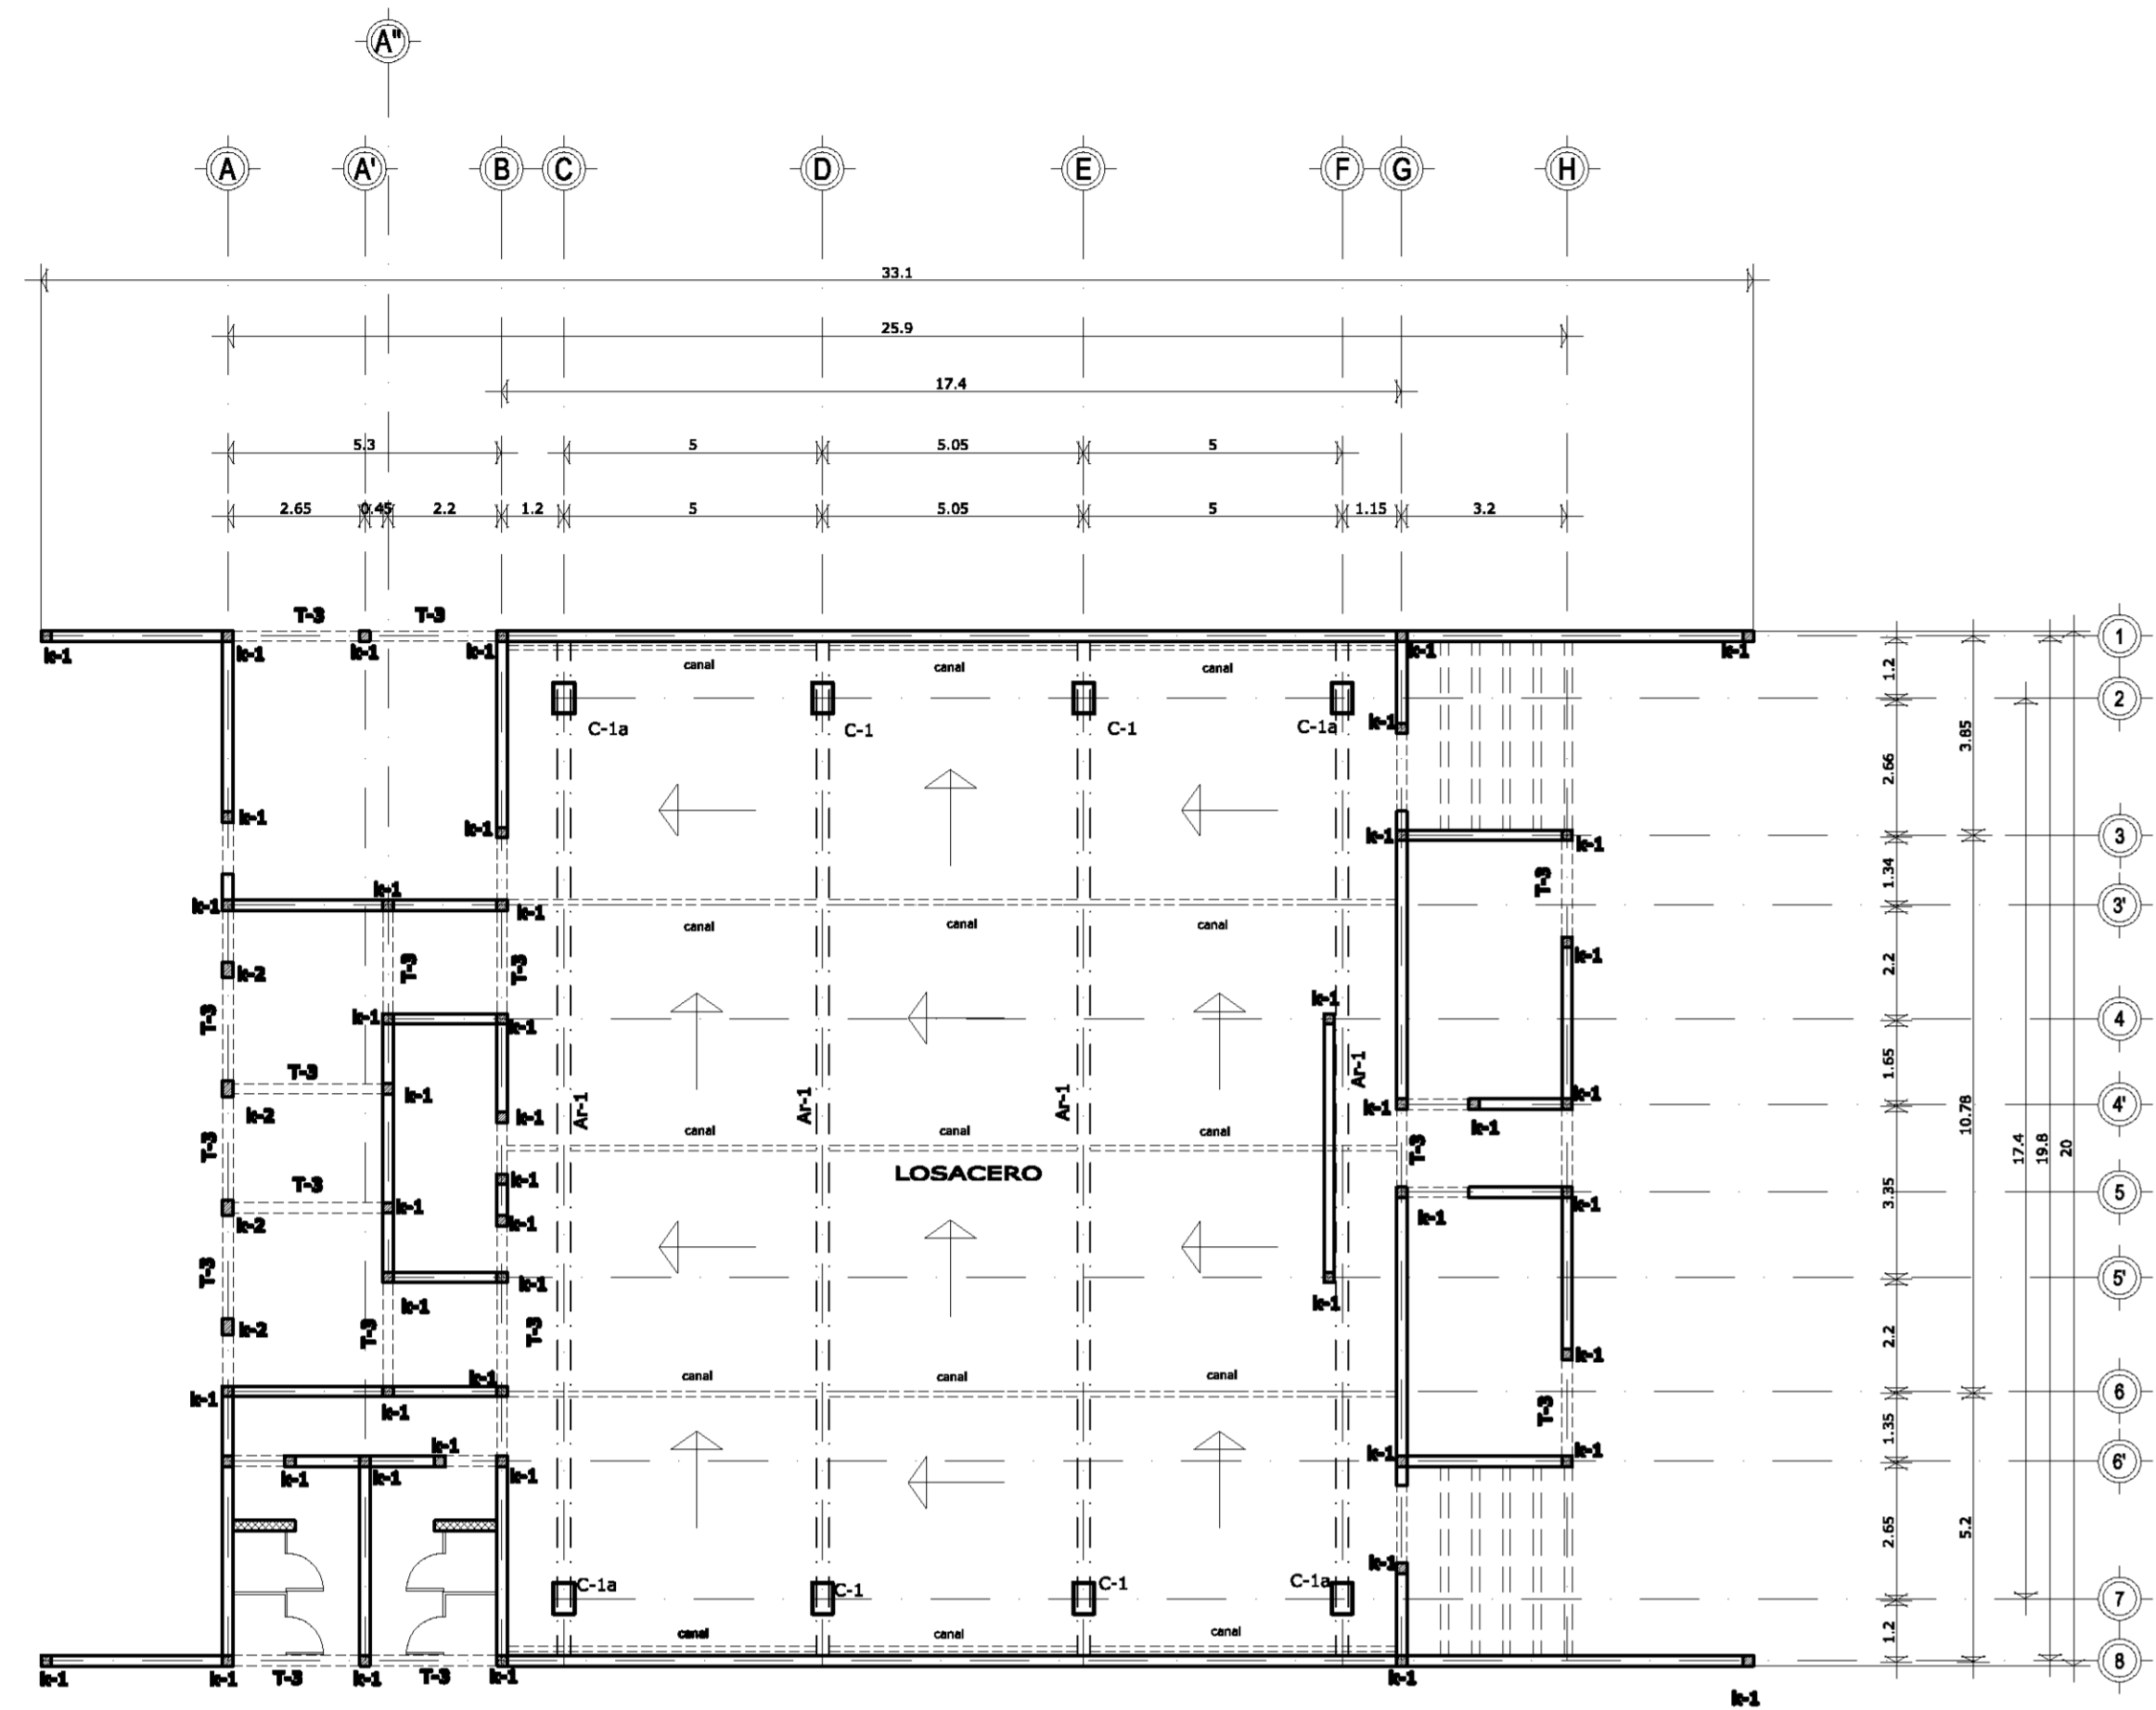 A"
A A' B C D E F G H
33.1
25.9
17.4
5.3 5 5.05 5
2.65 0.45 2.2 1.2 5 5.05 5 1.15 3.2
T-3 T-3
1
k-1 k-1 k-1 k-1 k-1 k-1
canal canal canal
1.2
2
C-1a C-1 C-1 C-1a k-1
3.85
2.66
k-1 k-1 k-1 k-1
3
T-3
1.34
k-1 k-1 k-1
3'
canal canal canal
k-1
k-2 T-3 T-3
2.2
k-1
T-3 k-1 k-1
4
T-3 Ar-1
1.65
k-1 k-1
k-2 k-1 Ar-1 Ar-1 Ar-1 k-1 k-1
4'
10.78
T-3 canal canal canal T-3
17.4 19.8 20
LOSACERO
T-3 k-1
3.35
5
k-2 k-1 k-1 k-1 k-1
T-3 k-1
5'
k-1 k-1
k-2 T-3 T-3
2.2
k-1
canal canal canal
k-1 k-1
6
k-1 T-3
1.35
k-1 k-1 k-1
6'
k-1 k-1 k-1
2.65
5.2
k-1
C-1a C-1 C-1 C-1a
7
canal canal canal
1.2
8
k-1 k-1 T-3 k-1 T-3 k-1 k-1
k-1